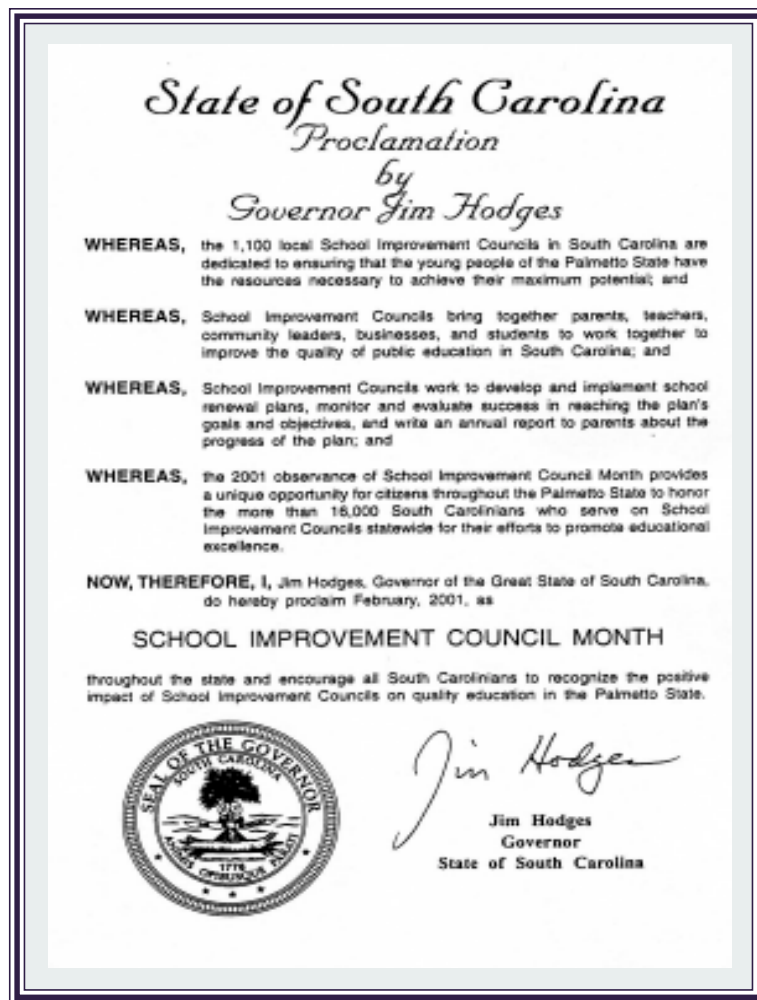 State of South Carolina
Proclamation
by
Governor Jim Hodges
WHEREAS, the 1,100 local School Improvement Councils in South Carolina are
dedicated to ensuring that the young people of the Palmetto State have
the resources necessary to achieve their maximum potential; and
WHEREAS, School Improvement Councils bring together parents, teachers,
community leaders, businesses, and students to work together to
improve the quality of public education in South Carolina; and
WHEREAS, School Improvement Councils work to develop and implement school
renewal plans, monitor and evaluate success in reaching the plan's
goals and objectives, and write an annual report to parents about the
progress of the plan; and
WHEREAS, the 2001 observance of School Improvement Council Month provides
a unique opportunity for citizens throughout the Palmetto State to honor
the more than 16,000 South Carolinians who serve on School
Improvement Councils statewide for their efforts to promote educational
excellence.
NOW, THEREFORE, I, Jim Hodges, Governor of the Great State of South Carolina,
do hereby proclaim February, 2001, as
SCHOOL IMPROVEMENT COUNCIL MONTH
throughout the state and encourage all South Carolinians to recognize the positive
impact of School Improvement Councils on quality education in the Palmetto State.
SEAL OF THE GOVERNOR
SOUTH CAROLINA
1776
ANIMIS OPIBUSQUE PARATI
Jim Hodges
Jim Hodges
Governor
State of South Carolina